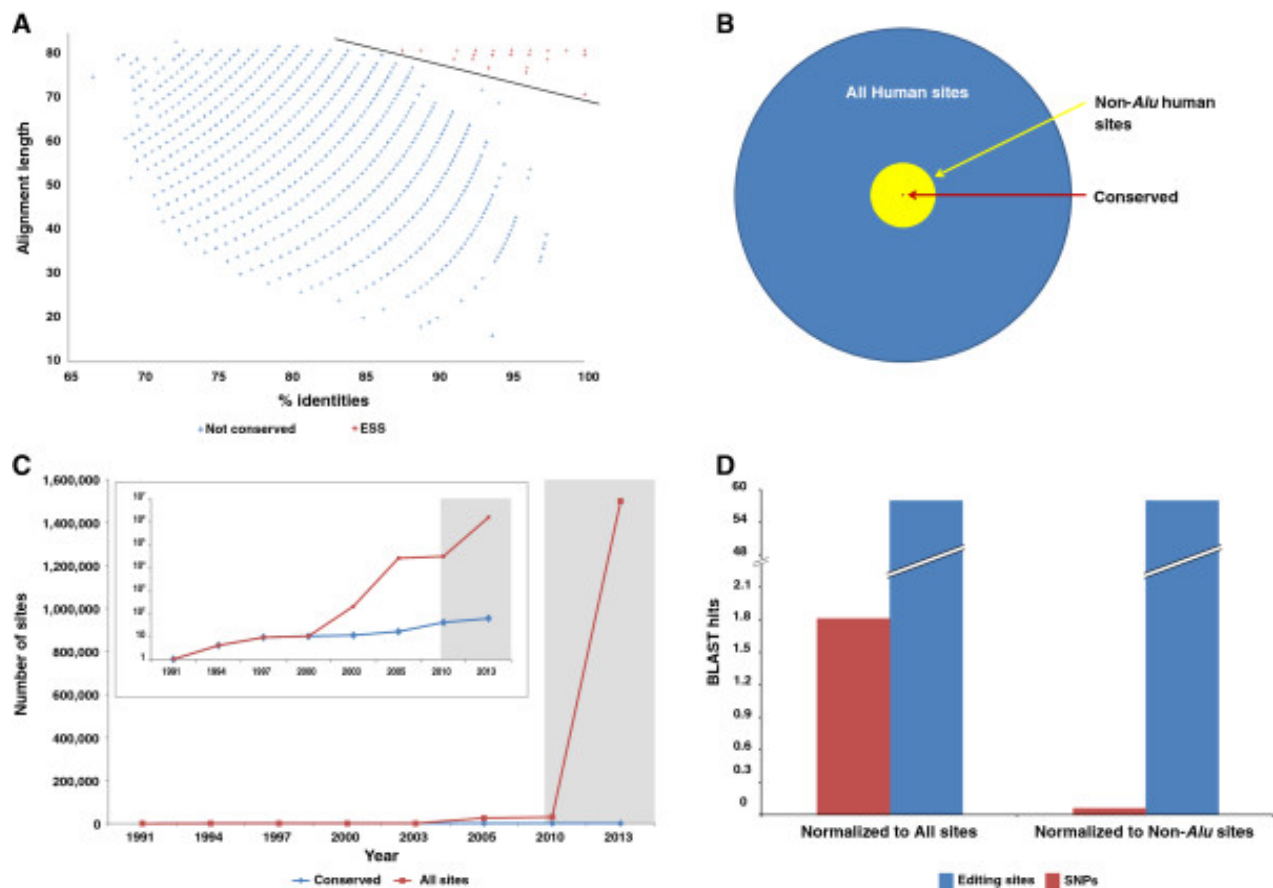 A
Alignment length
80
70
60
50
40
30
20
10
65 70 75 80 85 90 95 100
% identities
Not conserved ESS
B
All Human sites
Non-Alu human
sites
Conserved
C
Number of sites
1,600,000
1,400,000
1,200,000
1,000,000
800,000
600,000
400,000
200,000
0
10
1
1991 1994 1997 2000 2003 2005 2010 2013
1991 1994 1997 2000 2003 2005 2010 2013
Year
Conserved All sites
D
BLAST hits
60
54
48
2.1
1.8
1.5
1.2
0.9
0.6
0.3
0
Normalized to All sites Normalized to Non-Alu sites
Editing sites SNPs